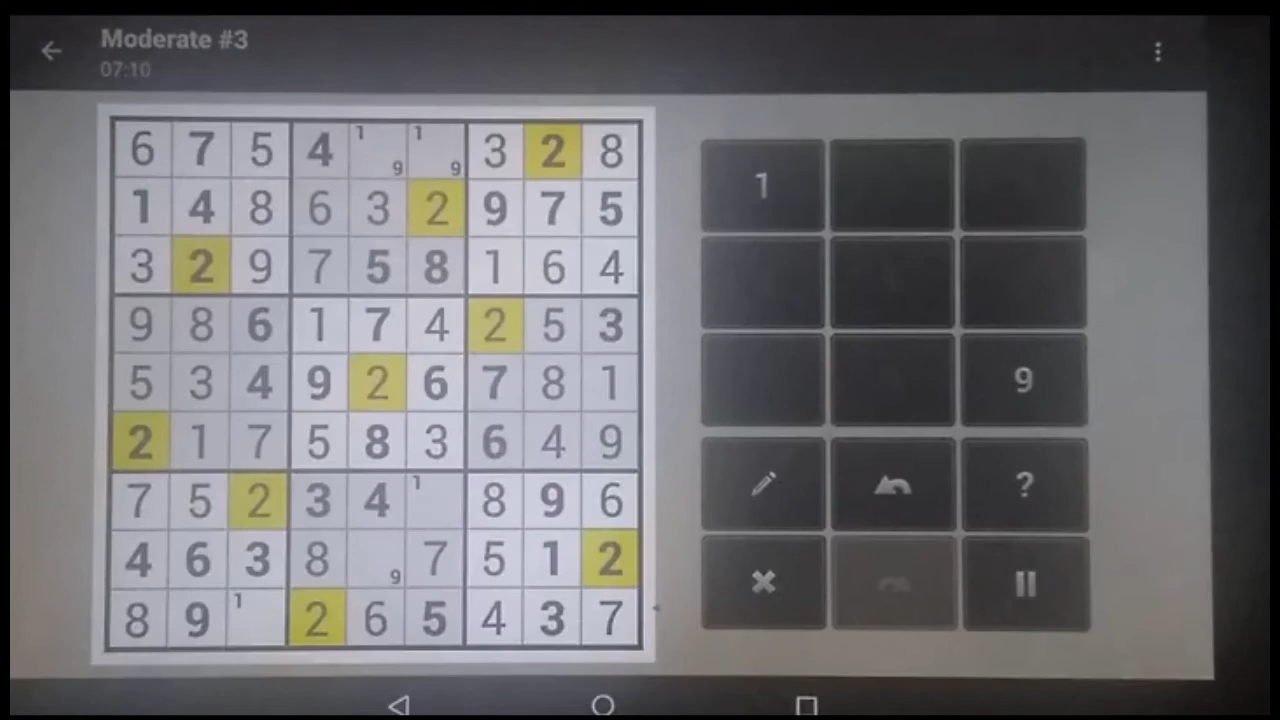 Moderate #3
07:10
6 7 5 4 1 9 1 9 3 2 8
1 4 8 6 3 2 9 7 5
3 2 9 7 5 8 1 6 4
9 8 6 1 7 4 2 5 3
5 3 4 9 2 6 7 8 1
2 1 7 5 8 3 6 4 9
7 5 2 3 4 1 8 9 6
4 6 3 8 9 7 5 1 2
8 9 1 2 6 5 4 3 7
1
9
?